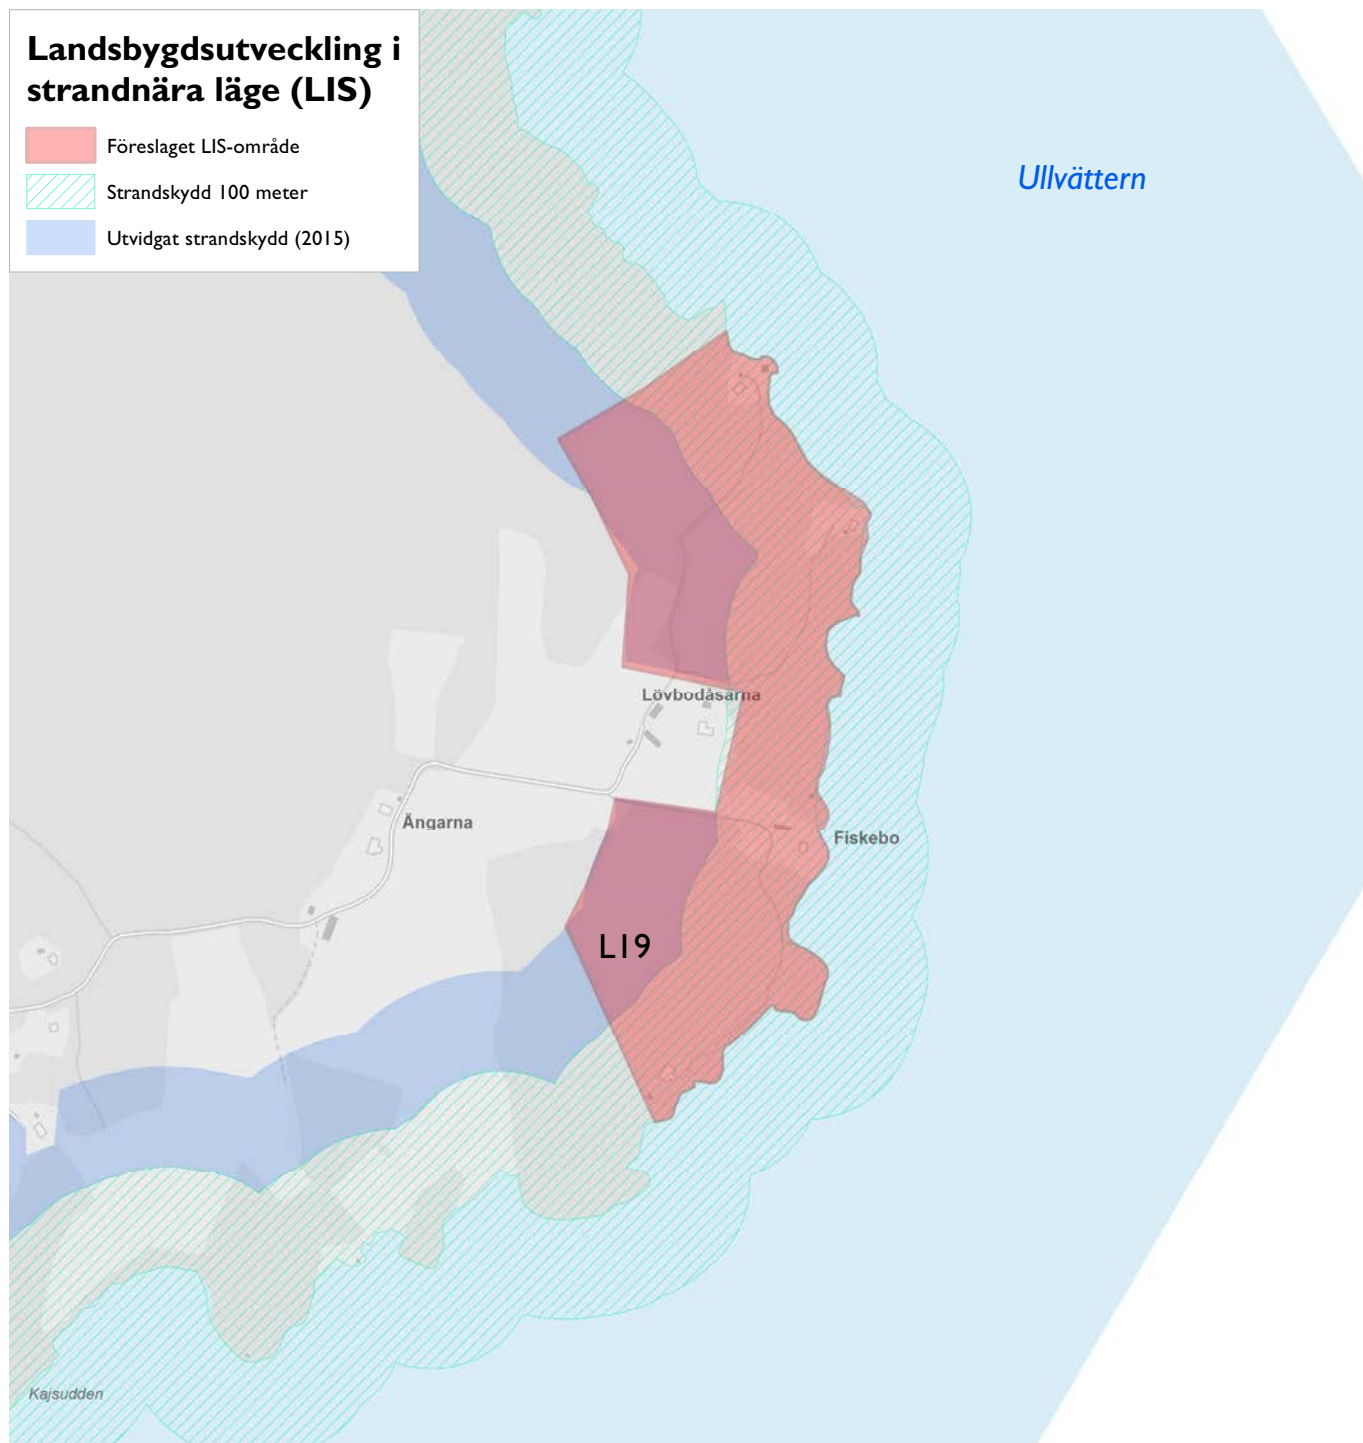 Landsbygdsutveckling i
strandnära läge (LIS)
Föreslaget LIS-område
Strandskydd 100 meter
Utvidgat strandskydd (2015)
Ullvättern
Lövbodåsarna
Ängarna
Fiskebo
L19
Kajsudden